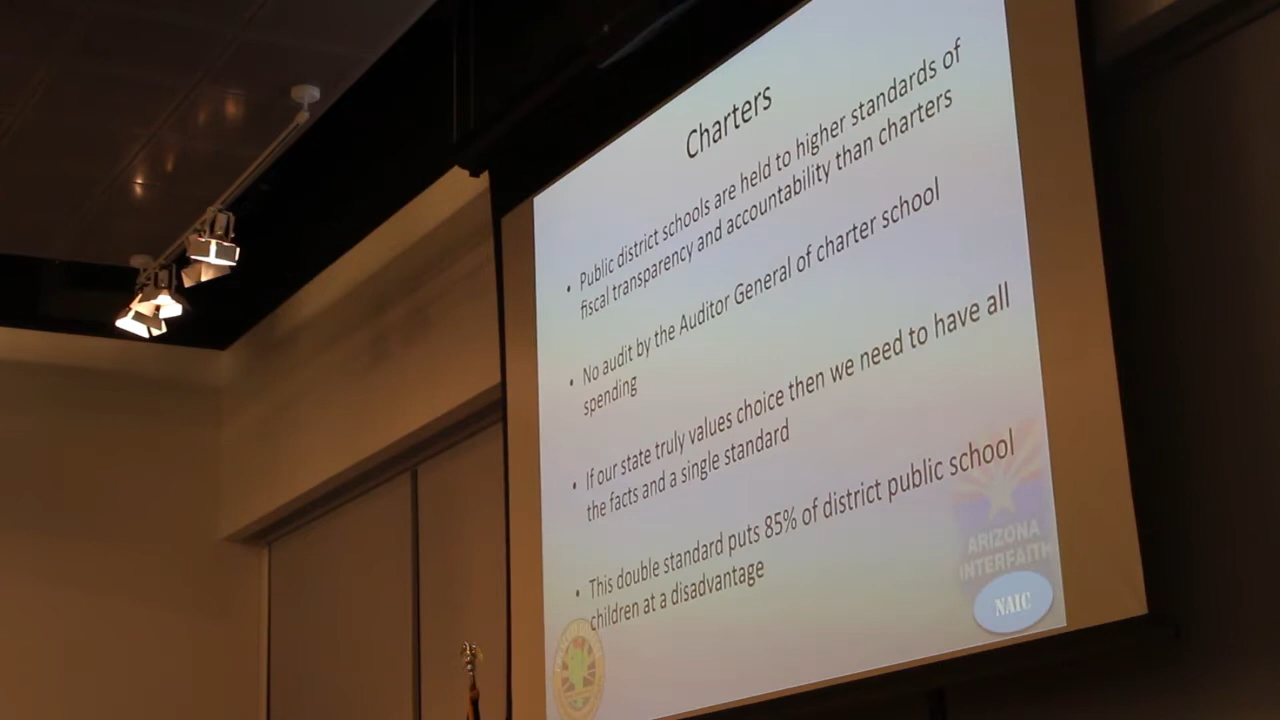 Charters
• Public district schools are held to higher standards of
fiscal transparency and accountability than charters
• No audit by the Auditor General of charter school
spending
• If our state truly values choice then we need to have all
the facts and a single standard
• This double standard puts 85% of district public school
children at a disadvantage
ARIZONA
INTERFAITH
NAIC